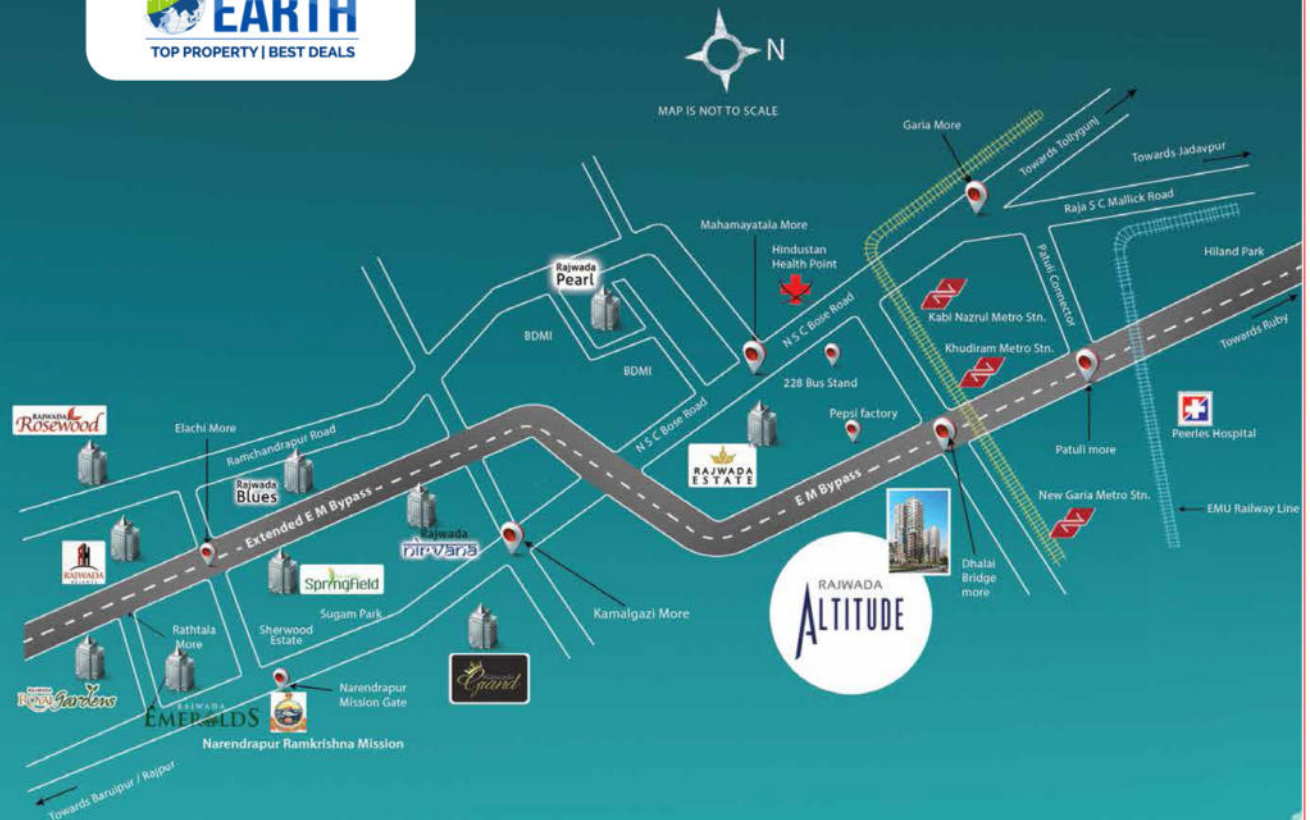 EARTH
TOP PROPERTY | BEST DEALS
N
MAP IS NOT TO SCALE
Garia More
Towards Tollygunj
Towards Jadavpur
Raja S C Mallick Road
Mahamayatala More
Hindustan
Health Point
Hiland Park
Patuli Connector
Rajwada
Pearl
N S C Bose Road
Kabi Nazrul Metro Stn.
Towards Ruby
BDMI
BDMI
Khudiram Metro Stn.
228 Bus Stand
RAJWADA
Rosewood
Elachi More
Ramchandrapur Road
N S C Bose Road
Pepsi factory
Peerles Hospital
Patuli more
RAJWADA
ESTATE
Rajwada
Blues
Extended E M Bypass
E M Bypass
New Garia Metro Stn.
EMU Railway Line
Rajwada
nirvana
RAJWADA
Springfield
Dhalai
Bridge
more
RAJWADA
ALTITUDE
Kamalgazi More
Sugam Park
Rathtala
More
Sherwood
Estate
Grand
Narendrapur
Mission Gate
ROYAL Gardens
RAJWADA
EMERALDS
Narendrapur Ramkrishna Mission
Towards Baruipur / Rajpur